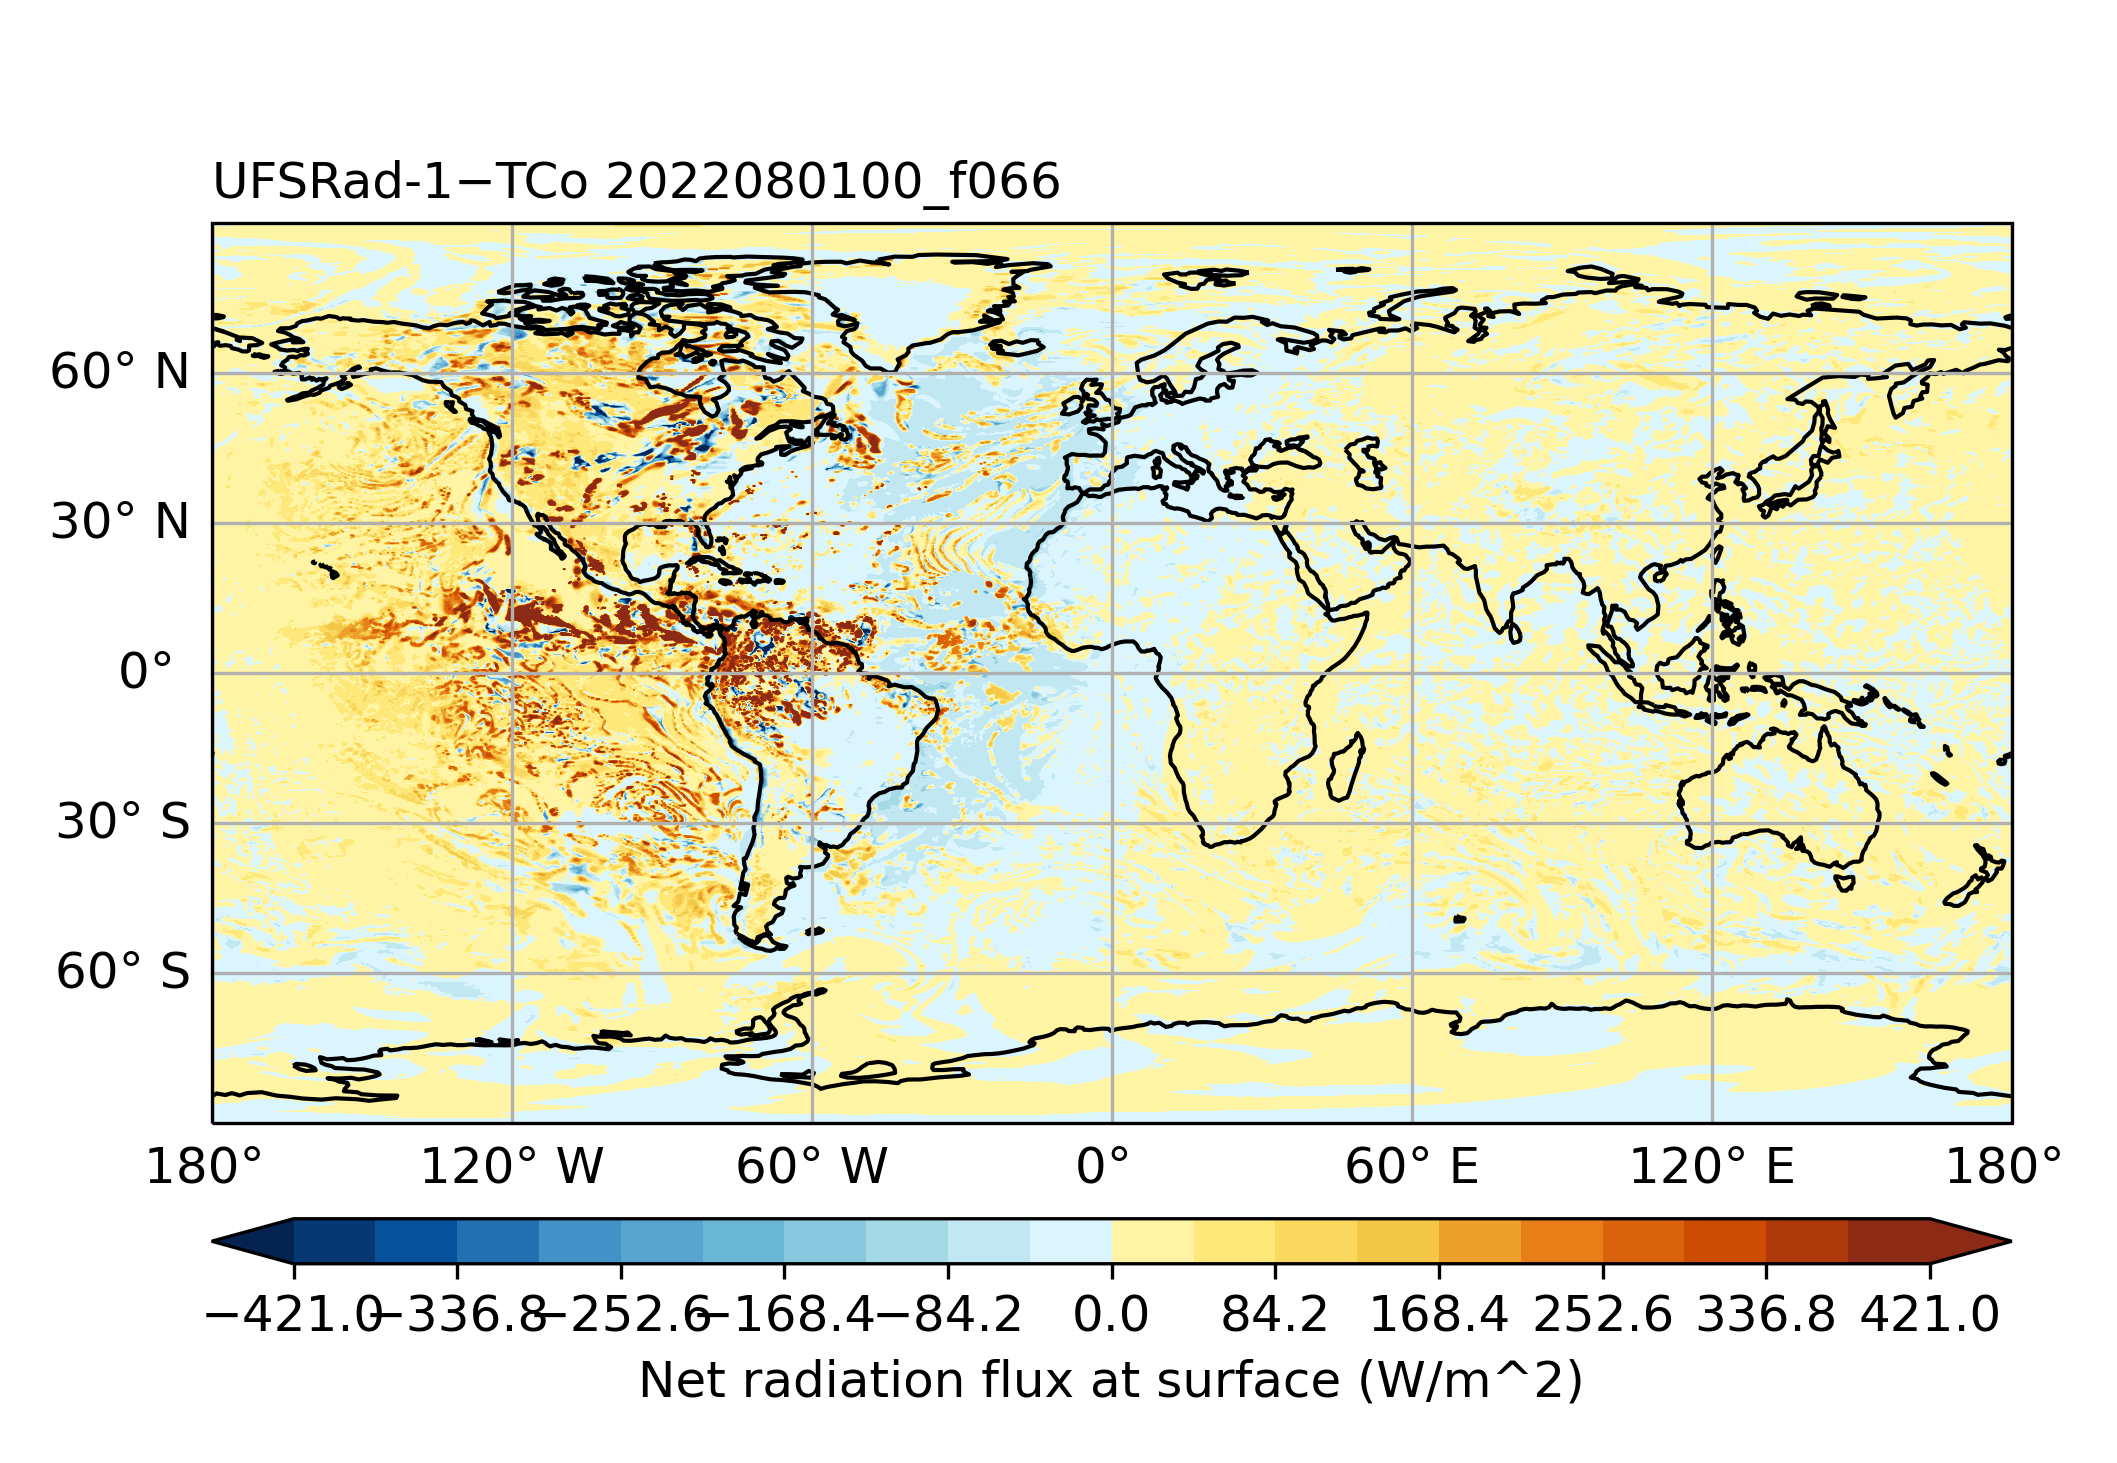 UFSRad-1−TCo 2022080100_f066
60° N
30° N
0°
30° S
60° S
180° 120° W 60° W 0° 60° E 120° E 180°
−421.0 −336.8 −252.6 −168.4 −84.2 0.0 84.2 168.4 252.6 336.8 421.0
Net radiation flux at surface (W/m^2)